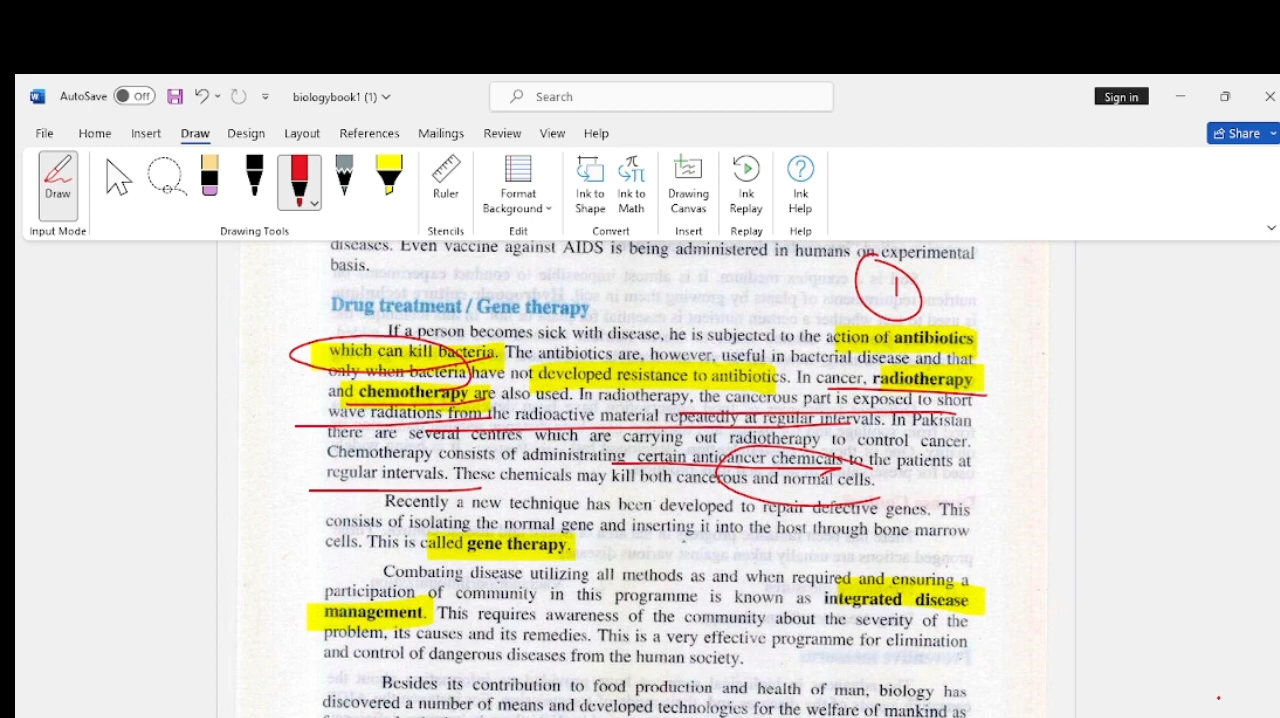 AutoSave Off biologybook1 (1) Search Sign in
File Home Insert Draw Design Layout References Mailings Review View Help Share
Draw Ruler Format Background Ink to Shape Ink to Math Drawing Canvas Ink Replay Ink Help
Input Mode Drawing Tools Stencils Edit Convert Insert Replay Help
diseases. Even vaccine against AIDS is being administered in humans on experimental
basis.
1
Drug treatment / Gene therapy
If a person becomes sick with disease, he is subjected to the action of antibiotics
which can kill bacteria. The antibiotics are, however, useful in bacterial disease and that
only when bacteria have not developed resistance to antibiotics. In cancer, radiotherapy
and chemotherapy are also used. In radiotherapy, the cancerous part is exposed to short
wave radiations from the radioactive material repeatedly at regular intervals. In Pakistan
there are several centres which are carrying out radiotherapy to control cancer.
Chemotherapy consists of administrating certain anticancer chemicals to the patients at
regular intervals. These chemicals may kill both cancerous and normal cells.
Recently a new technique has been developed to repair defective genes. This
consists of isolating the normal gene and inserting it into the host through bone marrow
cells. This is called gene therapy.
Combating disease utilizing all methods as and when required and ensuring a
participation of community in this programme is known as integrated disease
management. This requires awareness of the community about the severity of the
problem, its causes and its remedies. This is a very effective programme for elimination
and control of dangerous diseases from the human society.
Besides its contribution to food production and health of man, biology has
discovered a number of means and developed technologies for the welfare of mankind as